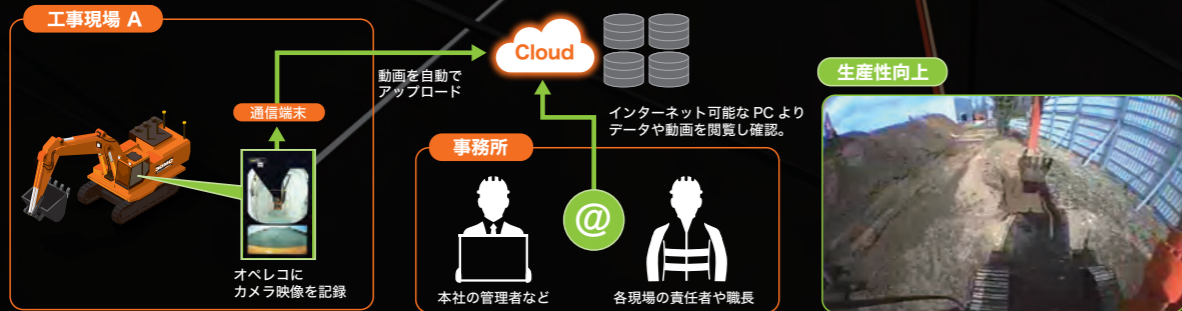 工事現場 A
通信端末
オペレコに
カメラ映像を記録
動画を自動で
アップロード
Cloud
インターネット可能な PC より
データや動画を閲覧し確認。
事務所
@
本社の管理者など
各現場の責任者や職長
生産性向上